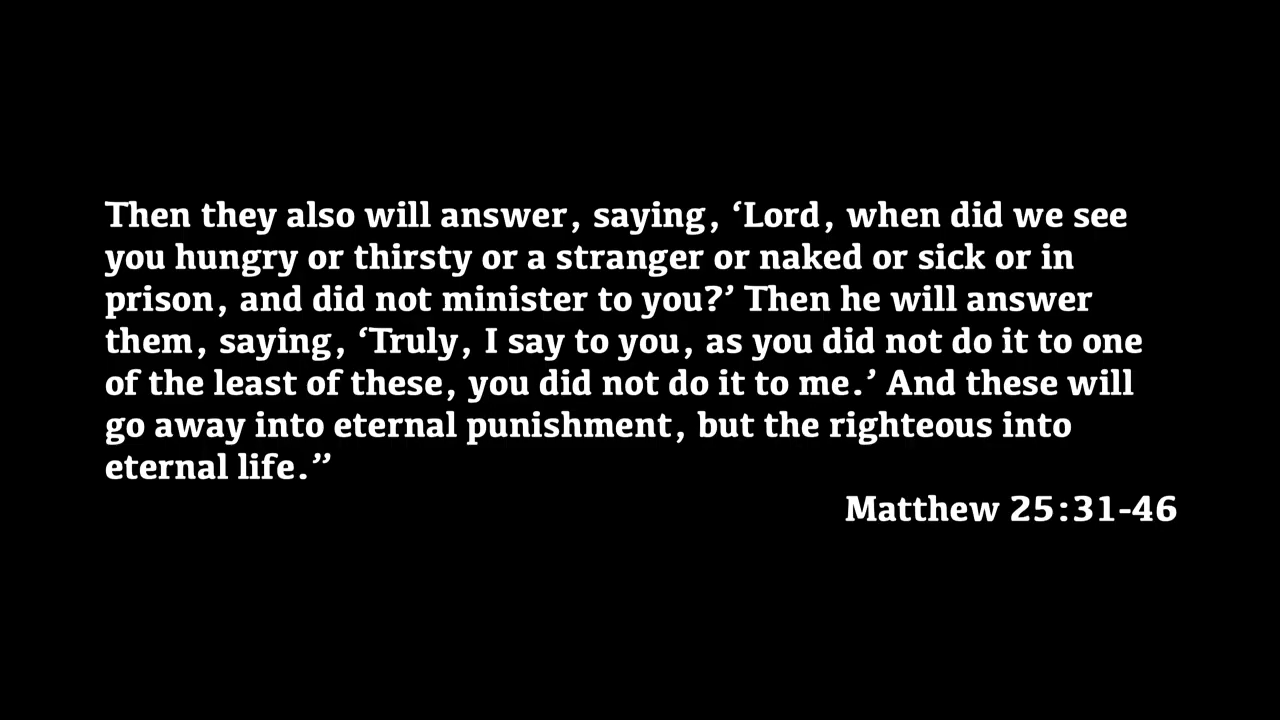 Then they also will answer, saying, ‘Lord, when did we see
you hungry or thirsty or a stranger or naked or sick or in
prison, and did not minister to you?’ Then he will answer
them, saying, ‘Truly, I say to you, as you did not do it to one
of the least of these, you did not do it to me.’ And these will
go away into eternal punishment, but the righteous into
eternal life.”
Matthew 25:31-46